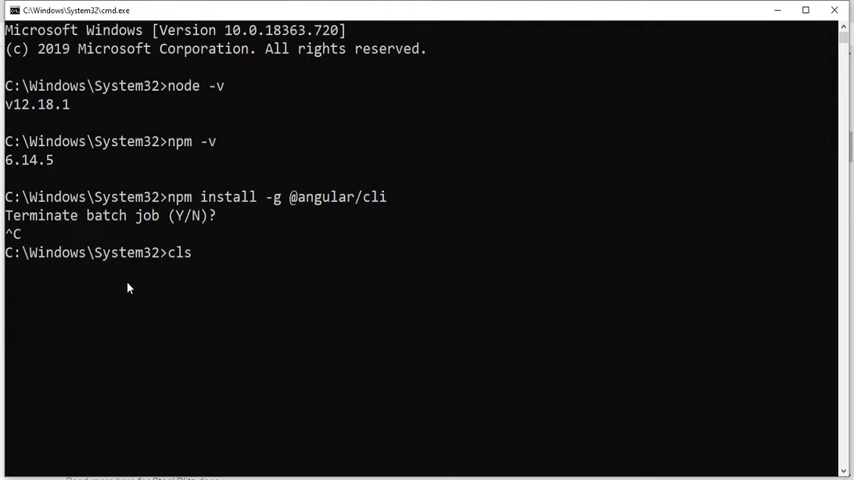 C:\Windows\System32\cmd.exe
Microsoft Windows [Version 10.0.18363.720]
(c) 2019 Microsoft Corporation. All rights reserved.
C:\Windows\System32>node -v
v12.18.1
C:\Windows\System32>npm -v
6.14.5
C:\Windows\System32>npm install -g @angular/cli
Terminate batch job (Y/N)?
^C
C:\Windows\System32>cls